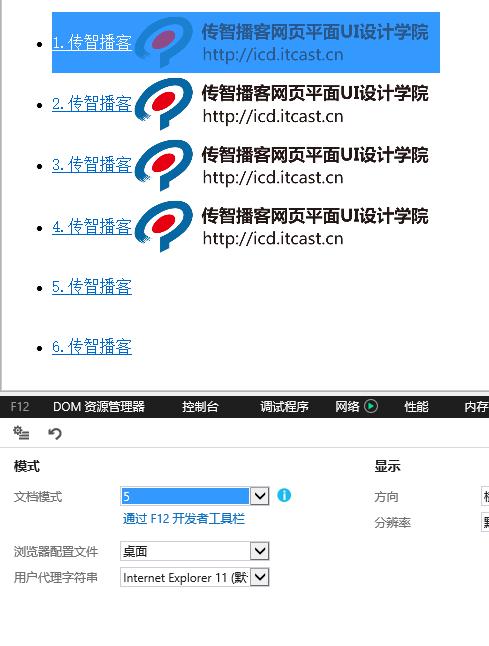 1.传智播客 传智播客网页平面UI设计学院
http://icd.itcast.cn
2.传智播客 传智播客网页平面UI设计学院
http://icd.itcast.cn
3.传智播客 传智播客网页平面UI设计学院
http://icd.itcast.cn
4.传智播客 传智播客网页平面UI设计学院
http://icd.itcast.cn
5.传智播客
6.传智播客
F12 DOM 资源管理器 控制台 调试程序 网络 性能 内存
模式 显示
文档模式 5 方向
通过 F12 开发者工具栏
分辨率
浏览器配置文件 桌面
用户代理字符串 Internet Explorer 11 (默